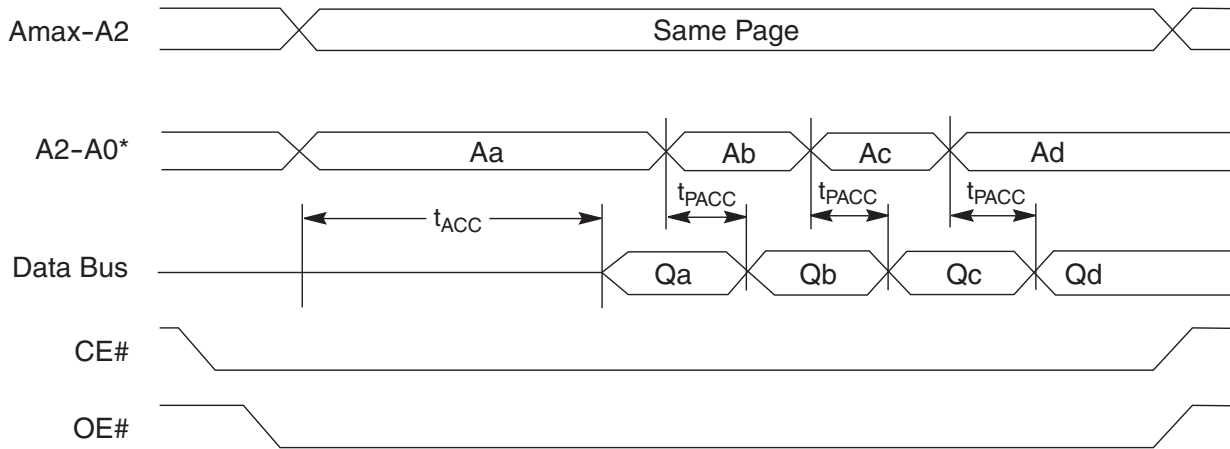 Amax-A2
Same Page
A2-A0*
Aa
Ab
Ac
Ad
tACC
tPACC
tPACC
tPACC
Data Bus
Qa
Qb
Qc
Qd
CE#
OE#